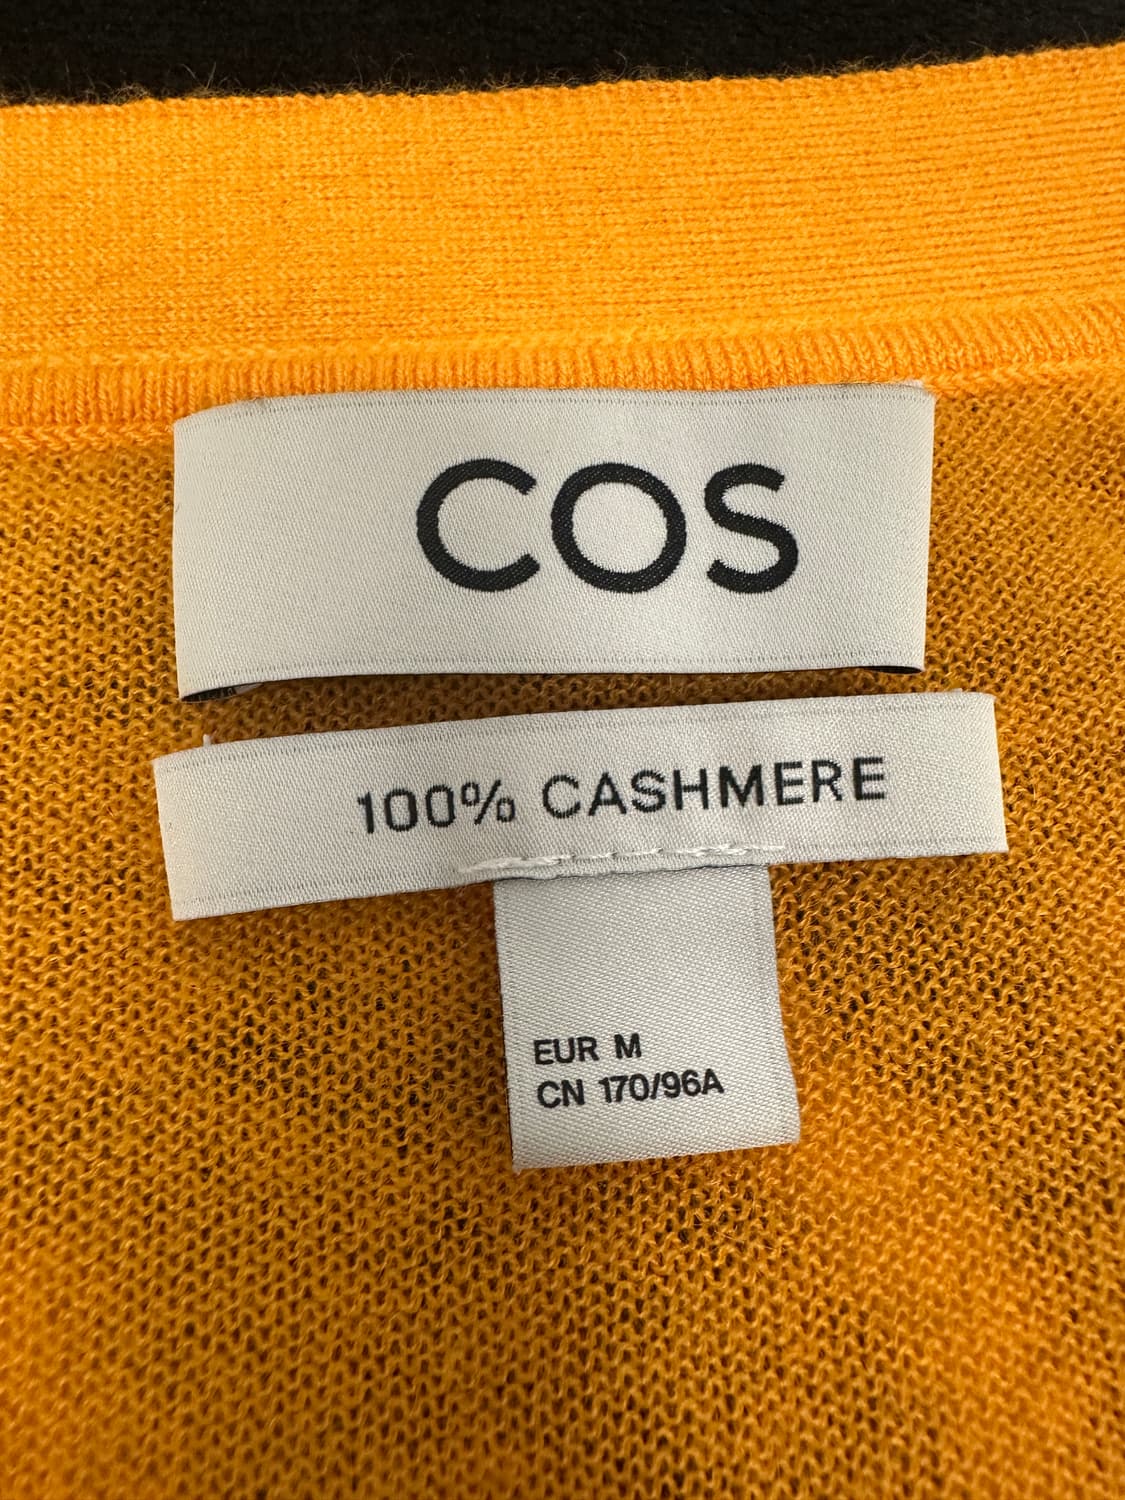 COS
100% CASHMERE
EUR M
CN 170/96A